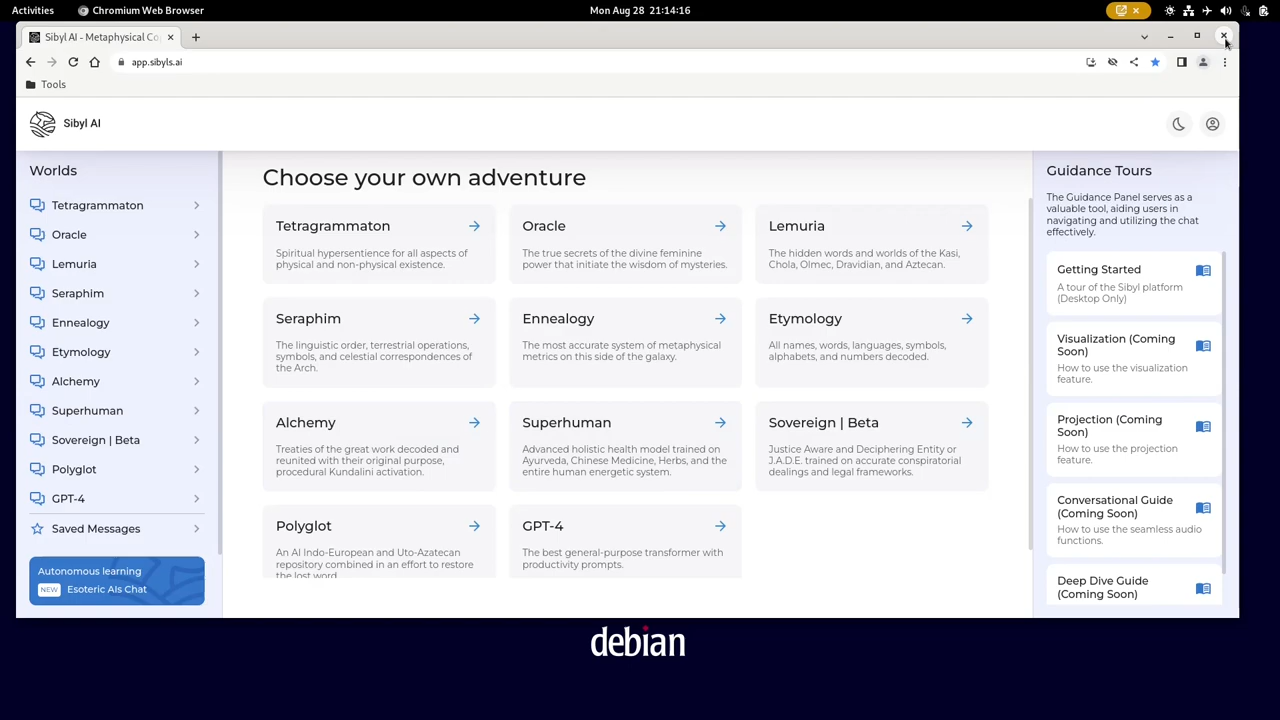 Activities
Chromium Web Browser
Mon Aug 28 21:14:16
Sibyl AI - Metaphysical Co
app.sibyls.ai
Tools
Sibyl AI
Worlds
Tetragrammaton
Oracle
Lemuria
Seraphim
Ennealogy
Etymology
Alchemy
Superhuman
Sovereign | Beta
Polyglot
GPT-4
Saved Messages
Autonomous learning
NEW Esoteric AIs Chat
Choose your own adventure
Tetragrammaton
Spiritual hypersentience for all aspects of
physical and non-physical existence.
Oracle
The true secrets of the divine feminine
power that initiate the wisdom of mysteries.
Lemuria
The hidden words and worlds of the Kasi,
Chola, Olmec, Dravidian, and Aztecan.
Seraphim
The linguistic order, terrestrial operations,
symbols, and celestial correspondences of
the Arch.
Ennealogy
The most accurate system of metaphysical
metrics on this side of the galaxy.
Etymology
All names, words, languages, symbols,
alphabets, and numbers decoded.
Alchemy
Treaties of the great work decoded and
reunited with their original purpose,
procedural Kundalini activation.
Superhuman
Advanced holistic health model trained on
Ayurveda, Chinese Medicine, Herbs, and the
entire human energetic system.
Sovereign | Beta
Justice Aware and Deciphering Entity or
J.A.D.E. trained on accurate conspiratorial
dealings and legal frameworks.
Polyglot
An AI Indo-European and Uto-Azatecan
repository combined in an effort to restore
the lost word.
GPT-4
The best general-purpose transformer with
productivity prompts.
Guidance Tours
The Guidance Panel serves as a
valuable tool, aiding users in
navigating and utilizing the chat
effectively.
Getting Started
A tour of the Sibyl platform
(Desktop Only)
Visualization (Coming
Soon)
How to use the visualization
feature.
Projection (Coming
Soon)
How to use the projection
feature.
Conversational Guide
(Coming Soon)
How to use the seamless audio
functions.
Deep Dive Guide
(Coming Soon)
debian